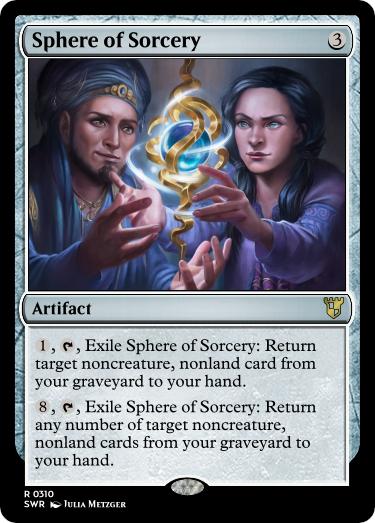 Sphere of Sorcery 3
Artifact
1, T, Exile Sphere of Sorcery: Return
target noncreature, nonland card from
your graveyard to your hand.
8, T, Exile Sphere of Sorcery: Return
any number of target noncreature,
nonland cards from your graveyard to
your hand.
R 0310
SWR Julia Metzger